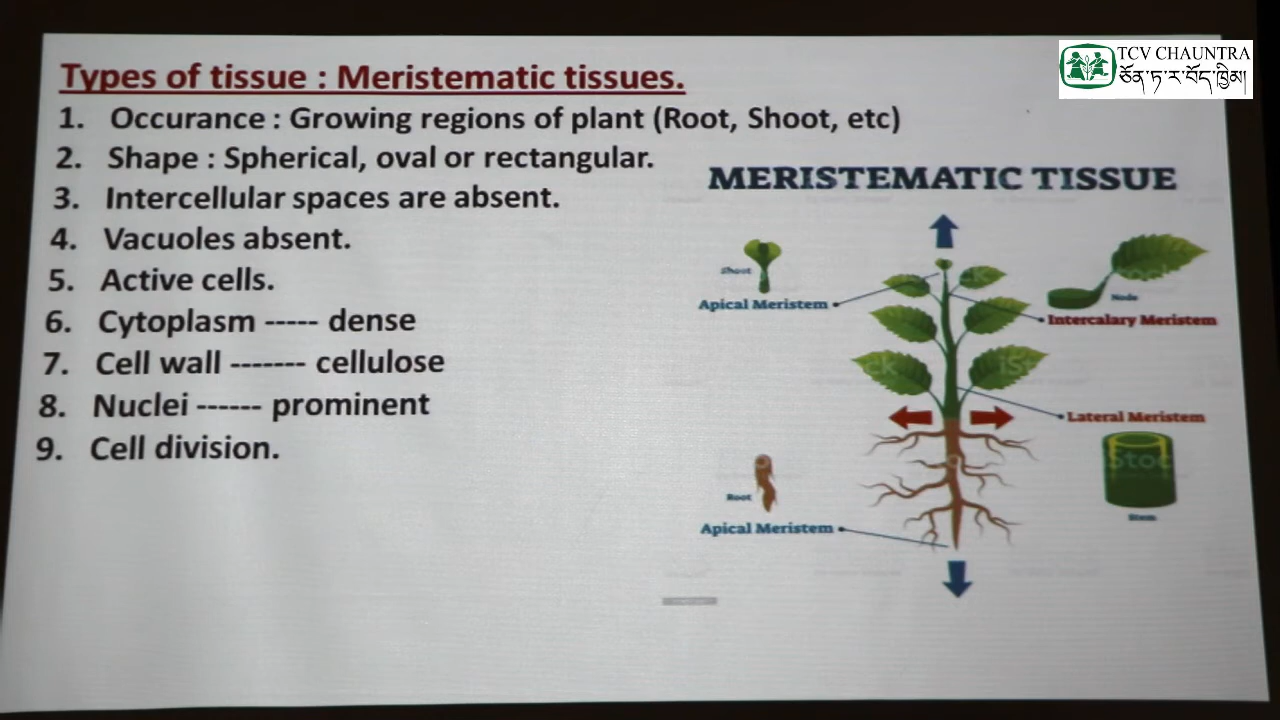 TCV CHAUNTRA
ཅོན་ཏ་ར་བོད་ཁྱིམ།
Types of tissue : Meristematic tissues.
1. Occurance : Growing regions of plant (Root, Shoot, etc)
2. Shape : Spherical, oval or rectangular.
3. Intercellular spaces are absent.
4. Vacuoles absent.
5. Active cells.
6. Cytoplasm ----- dense
7. Cell wall ------- cellulose
8. Nuclei ------ prominent
9. Cell division.
MERISTEMATIC TISSUE
Shoot
Apical Meristem
Node
Intercalary Meristem
Lateral Meristem
Stem
Root
Apical Meristem